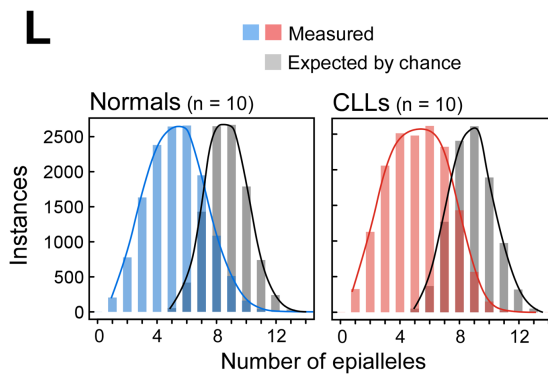 L
Measured
Expected by chance
Normals (n = 10)
CLLs (n = 10)
Instances
2500
2000
1500
1000
500
0
0 4 8 12
0 4 8 12
Number of epialleles